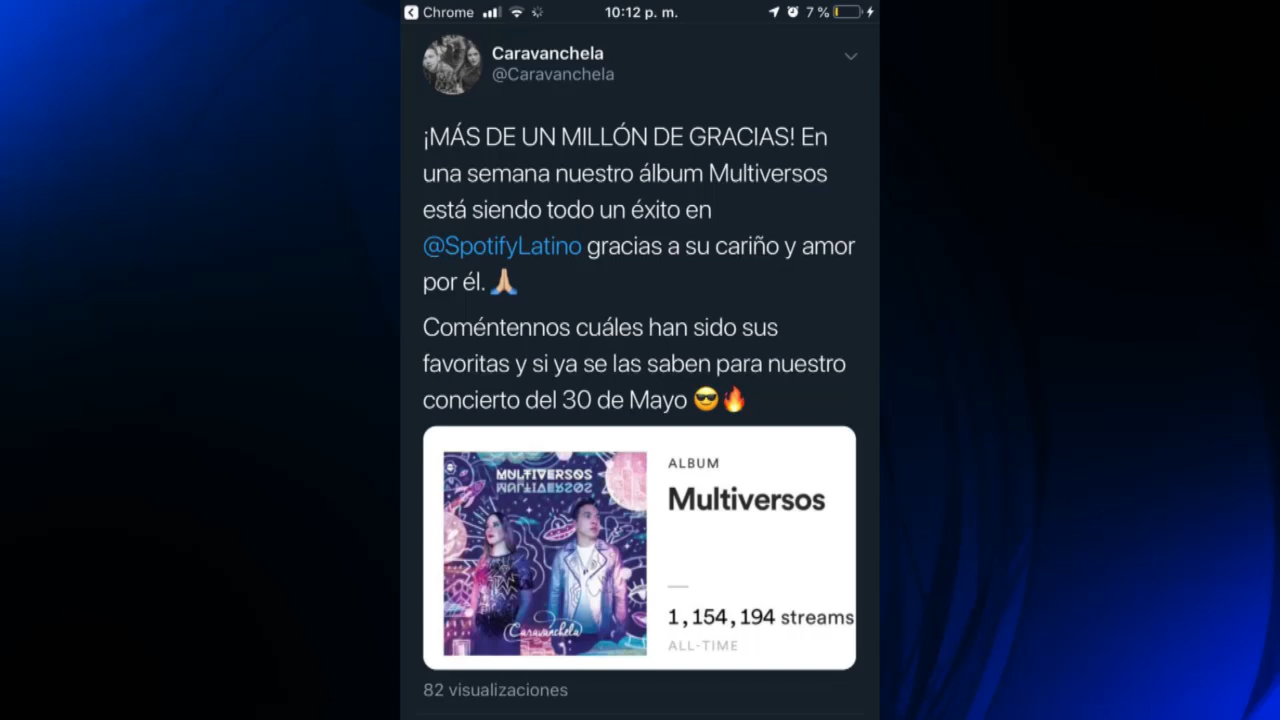 Chrome 10:12 p. m. 7 %
Caravanchela
@Caravanchela
¡MÁS DE UN MILLÓN DE GRACIAS! En
una semana nuestro álbum Multiversos
está siendo todo un éxito en
@SpotifyLatino gracias a su cariño y amor
por él. 🙏
Coméntennos cuáles han sido sus
favoritas y si ya se las saben para nuestro
concierto del 30 de Mayo 😎🔥
MULTIVERSOS
MULTIVERSOS
Caravanchela
ALBUM
Multiversos
1,154,194 streams
ALL-TIME
82 visualizaciones